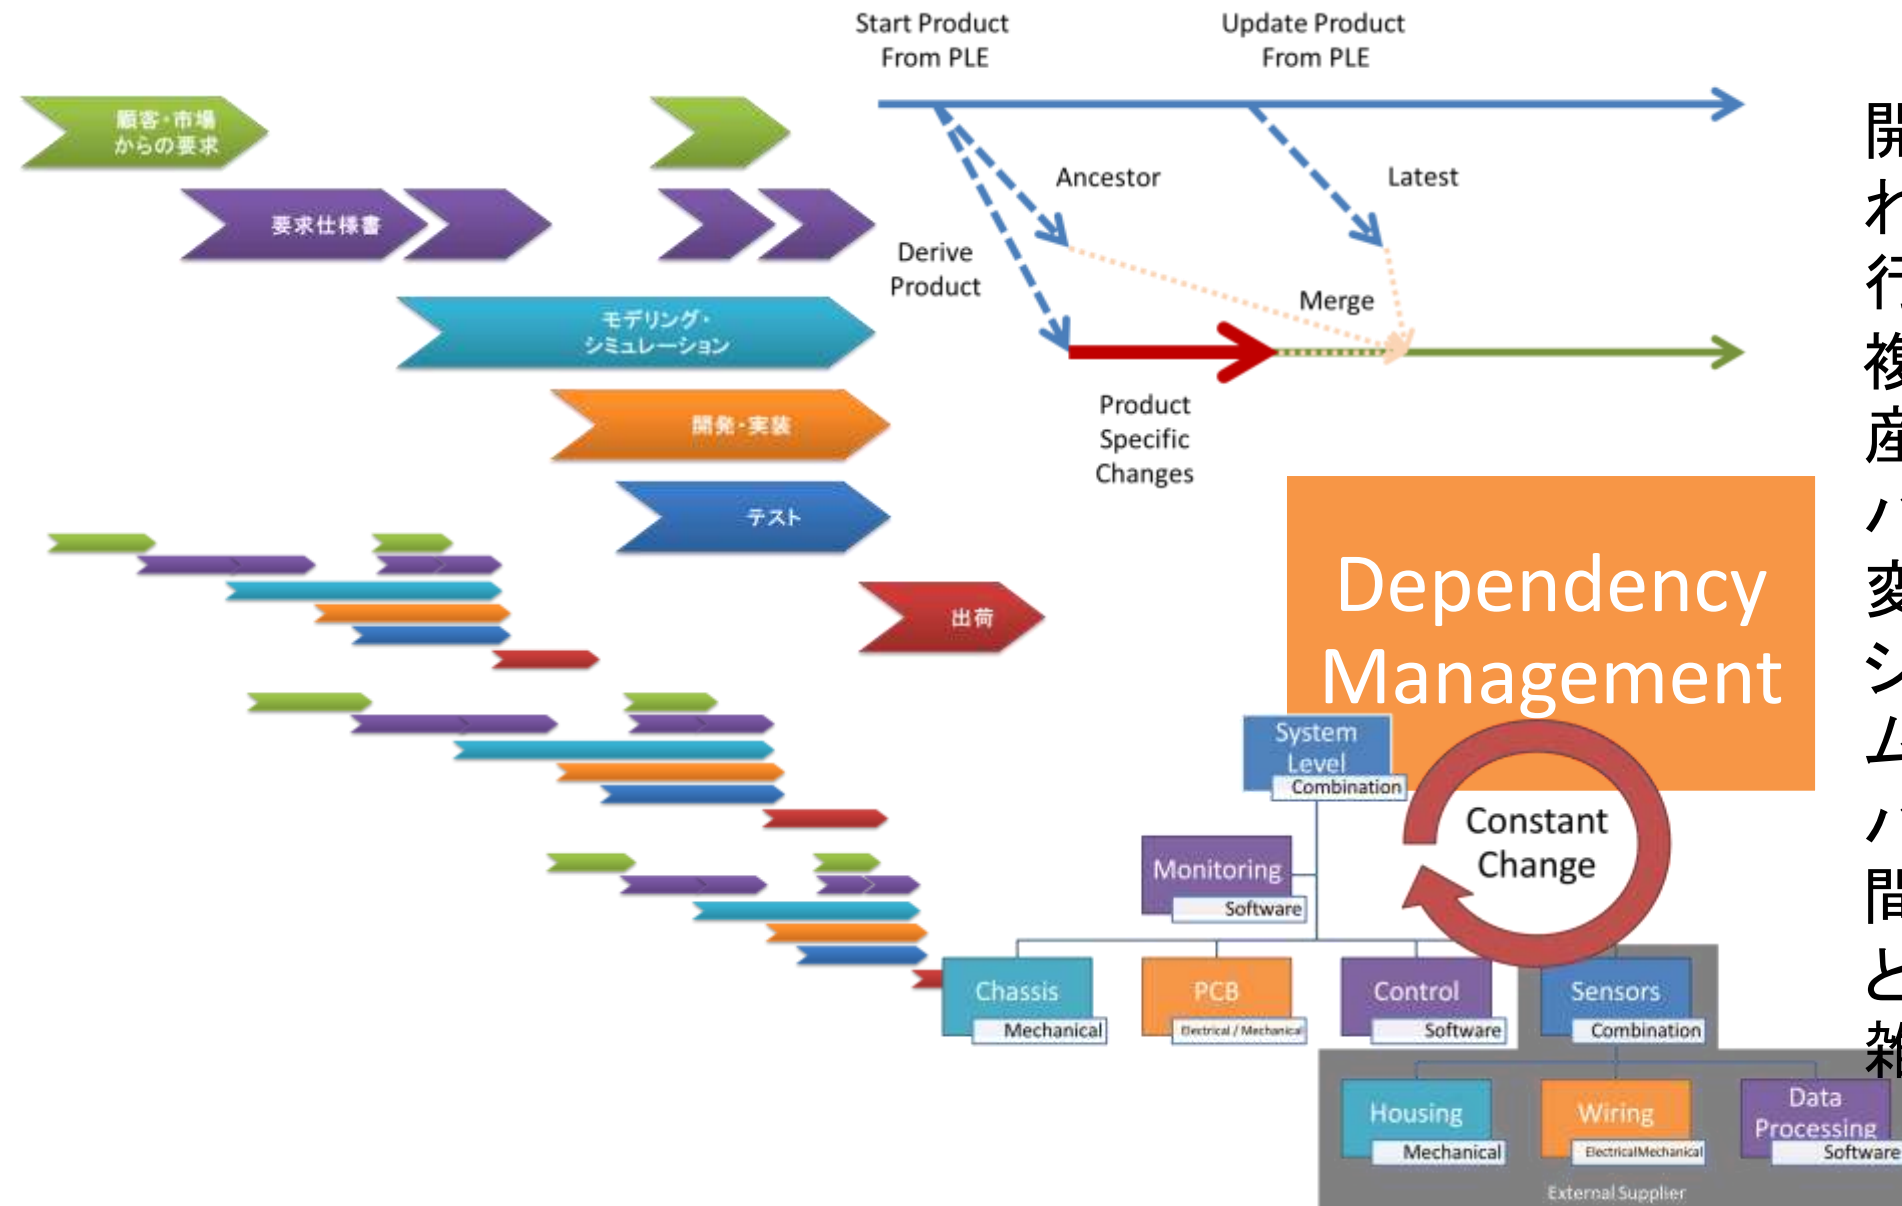 顧客・市場
からの要求
要求仕様書
モデリング・
シミュレーション
開発・実装
テスト
出荷
Start Product
From PLE
Update Product
From PLE
Ancestor
Latest
Derive
Product
Merge
Product
Specific
Changes
Dependency
Management
System
Level
Combination
Constant
Change
Monitoring
Software
Chassis
Mechanical
PCB
Electrical / Mechanical
Control
Software
Sensors
Combination
Housing
Mechanical
Wiring
ElectricalMechanical
Data
Processing
Software
External Supplier
開
わ
行
複
産
バ
変
シ
ム
バ
間
と
雑